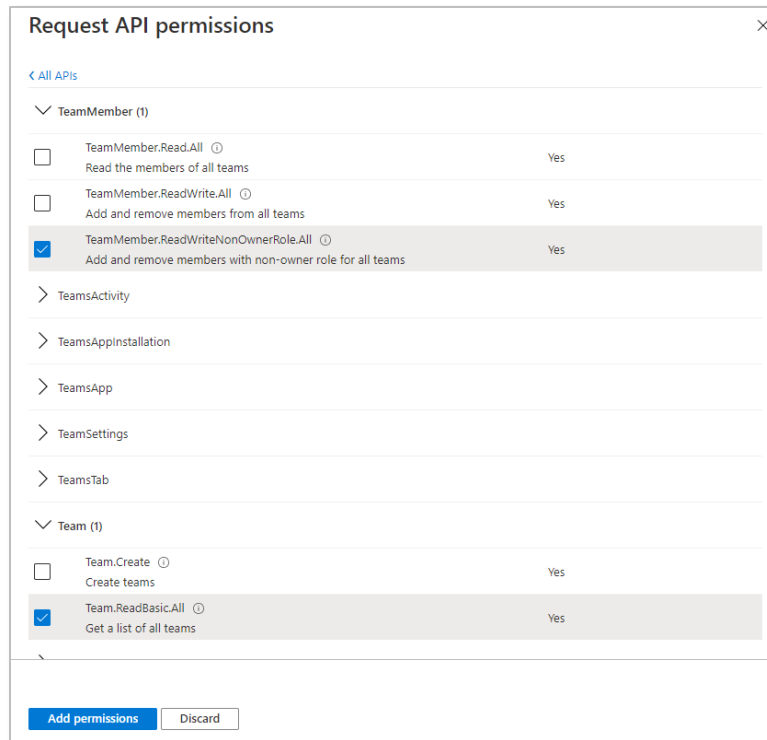 Request API permissions
All APIs
TeamMember (1)
TeamMember.Read.All
Read the members of all teams
Yes
TeamMember.ReadWrite.All
Add and remove members from all teams
Yes
TeamMember.ReadWriteNonOwnerRole.All
Add and remove members with non-owner role for all teams
Yes
TeamsActivity
TeamsAppInstallation
TeamsApp
TeamSettings
TeamsTab
Team (1)
Team.Create
Create teams
Yes
Team.ReadBasic.All
Get a list of all teams
Yes
Add permissions
Discard